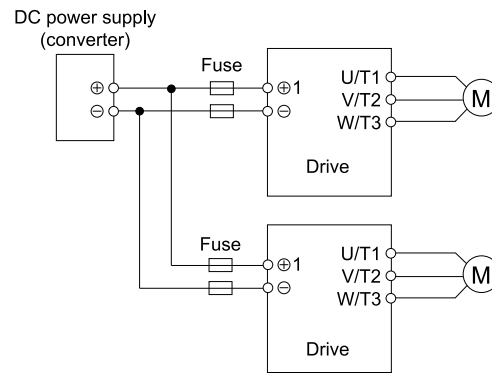 DC power supply
(converter)
Fuse
⊕
⊖
⊕1
⊖
U/T1
V/T2
W/T3
M
Drive
Fuse
⊕1
⊖
U/T1
V/T2
W/T3
M
Drive